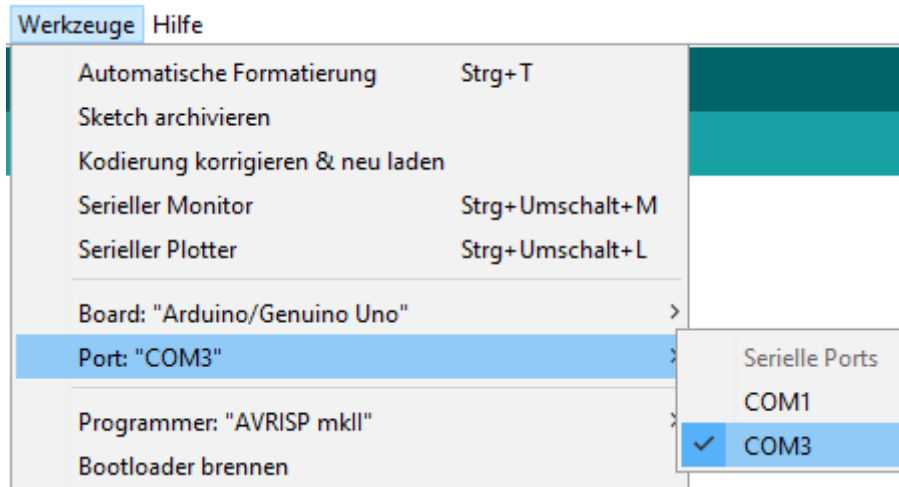 Werkzeuge Hilfe
Automatische Formatierung Strg+T
Sketch archivieren
Kodierung korrigieren & neu laden
Serieller Monitor Strg+Umschalt+M
Serieller Plotter Strg+Umschalt+L
Board: "Arduino/Genuino Uno"
Port: "COM3"
Serielle Ports
COM1
COM3
Programmer: "AVRISP mkII"
Bootloader brennen